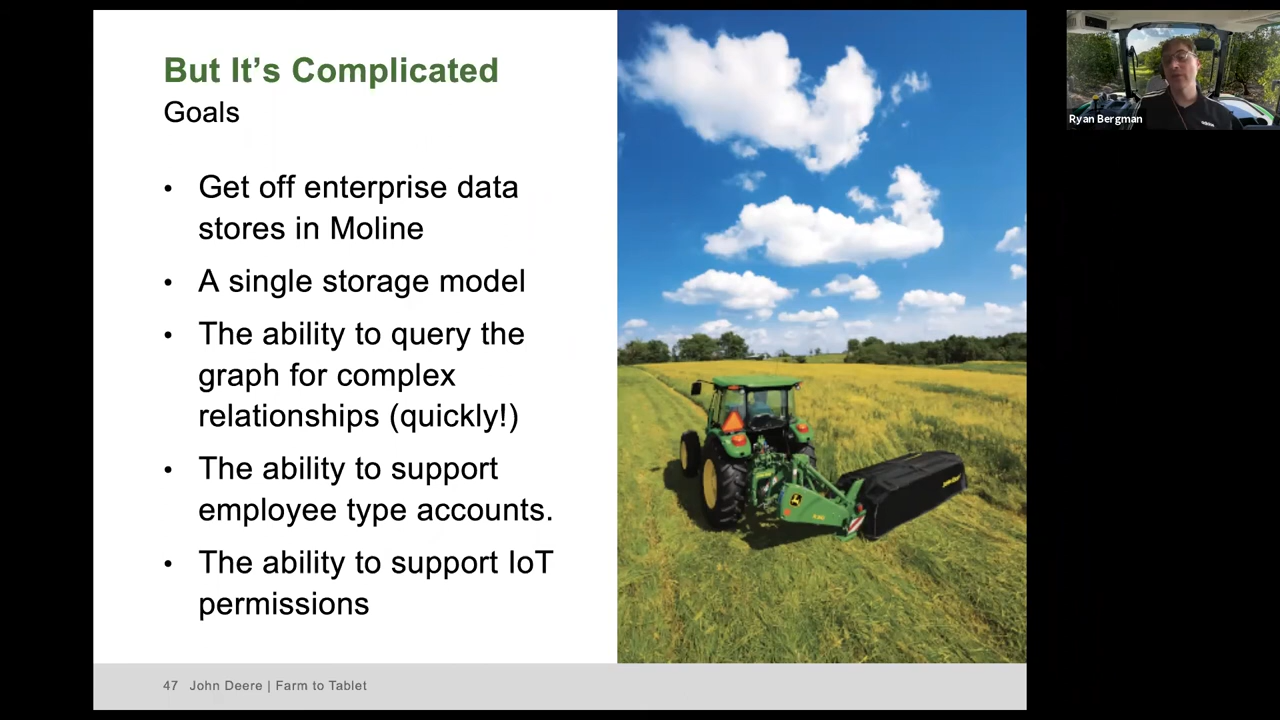 But It's Complicated
Goals
• Get off enterprise data
stores in Moline
• A single storage model
• The ability to query the
graph for complex
relationships (quickly!)
• The ability to support
employee type accounts.
• The ability to support IoT
permissions
47 John Deere | Farm to Tablet
Ryan Bergman